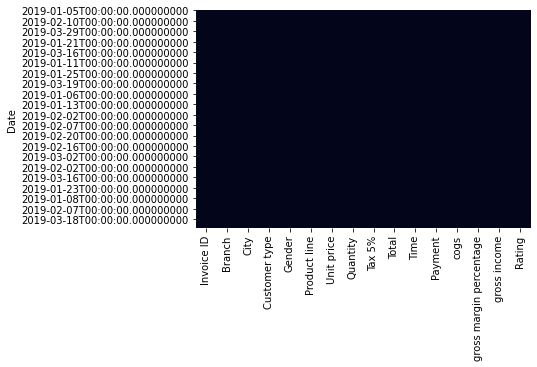 2019-01-05T00:00:00.000000000
2019-02-10T00:00:00.000000000
2019-03-29T00:00:00.000000000
2019-01-21T00:00:00.000000000
2019-03-16T00:00:00.000000000
2019-01-11T00:00:00.000000000
2019-01-25T00:00:00.000000000
2019-03-19T00:00:00.000000000
2019-01-06T00:00:00.000000000
2019-01-13T00:00:00.000000000
2019-02-02T00:00:00.000000000
2019-02-07T00:00:00.000000000
2019-02-20T00:00:00.000000000
2019-02-16T00:00:00.000000000
2019-03-02T00:00:00.000000000
2019-02-02T00:00:00.000000000
2019-03-16T00:00:00.000000000
2019-01-23T00:00:00.000000000
2019-01-08T00:00:00.000000000
2019-02-07T00:00:00.000000000
2019-03-18T00:00:00.000000000
Date
Invoice ID
Branch
City
Customer type
Gender
Product line
Unit price
Quantity
Tax 5%
Total
Time
Payment
cogs
gross margin percentage
gross income
Rating